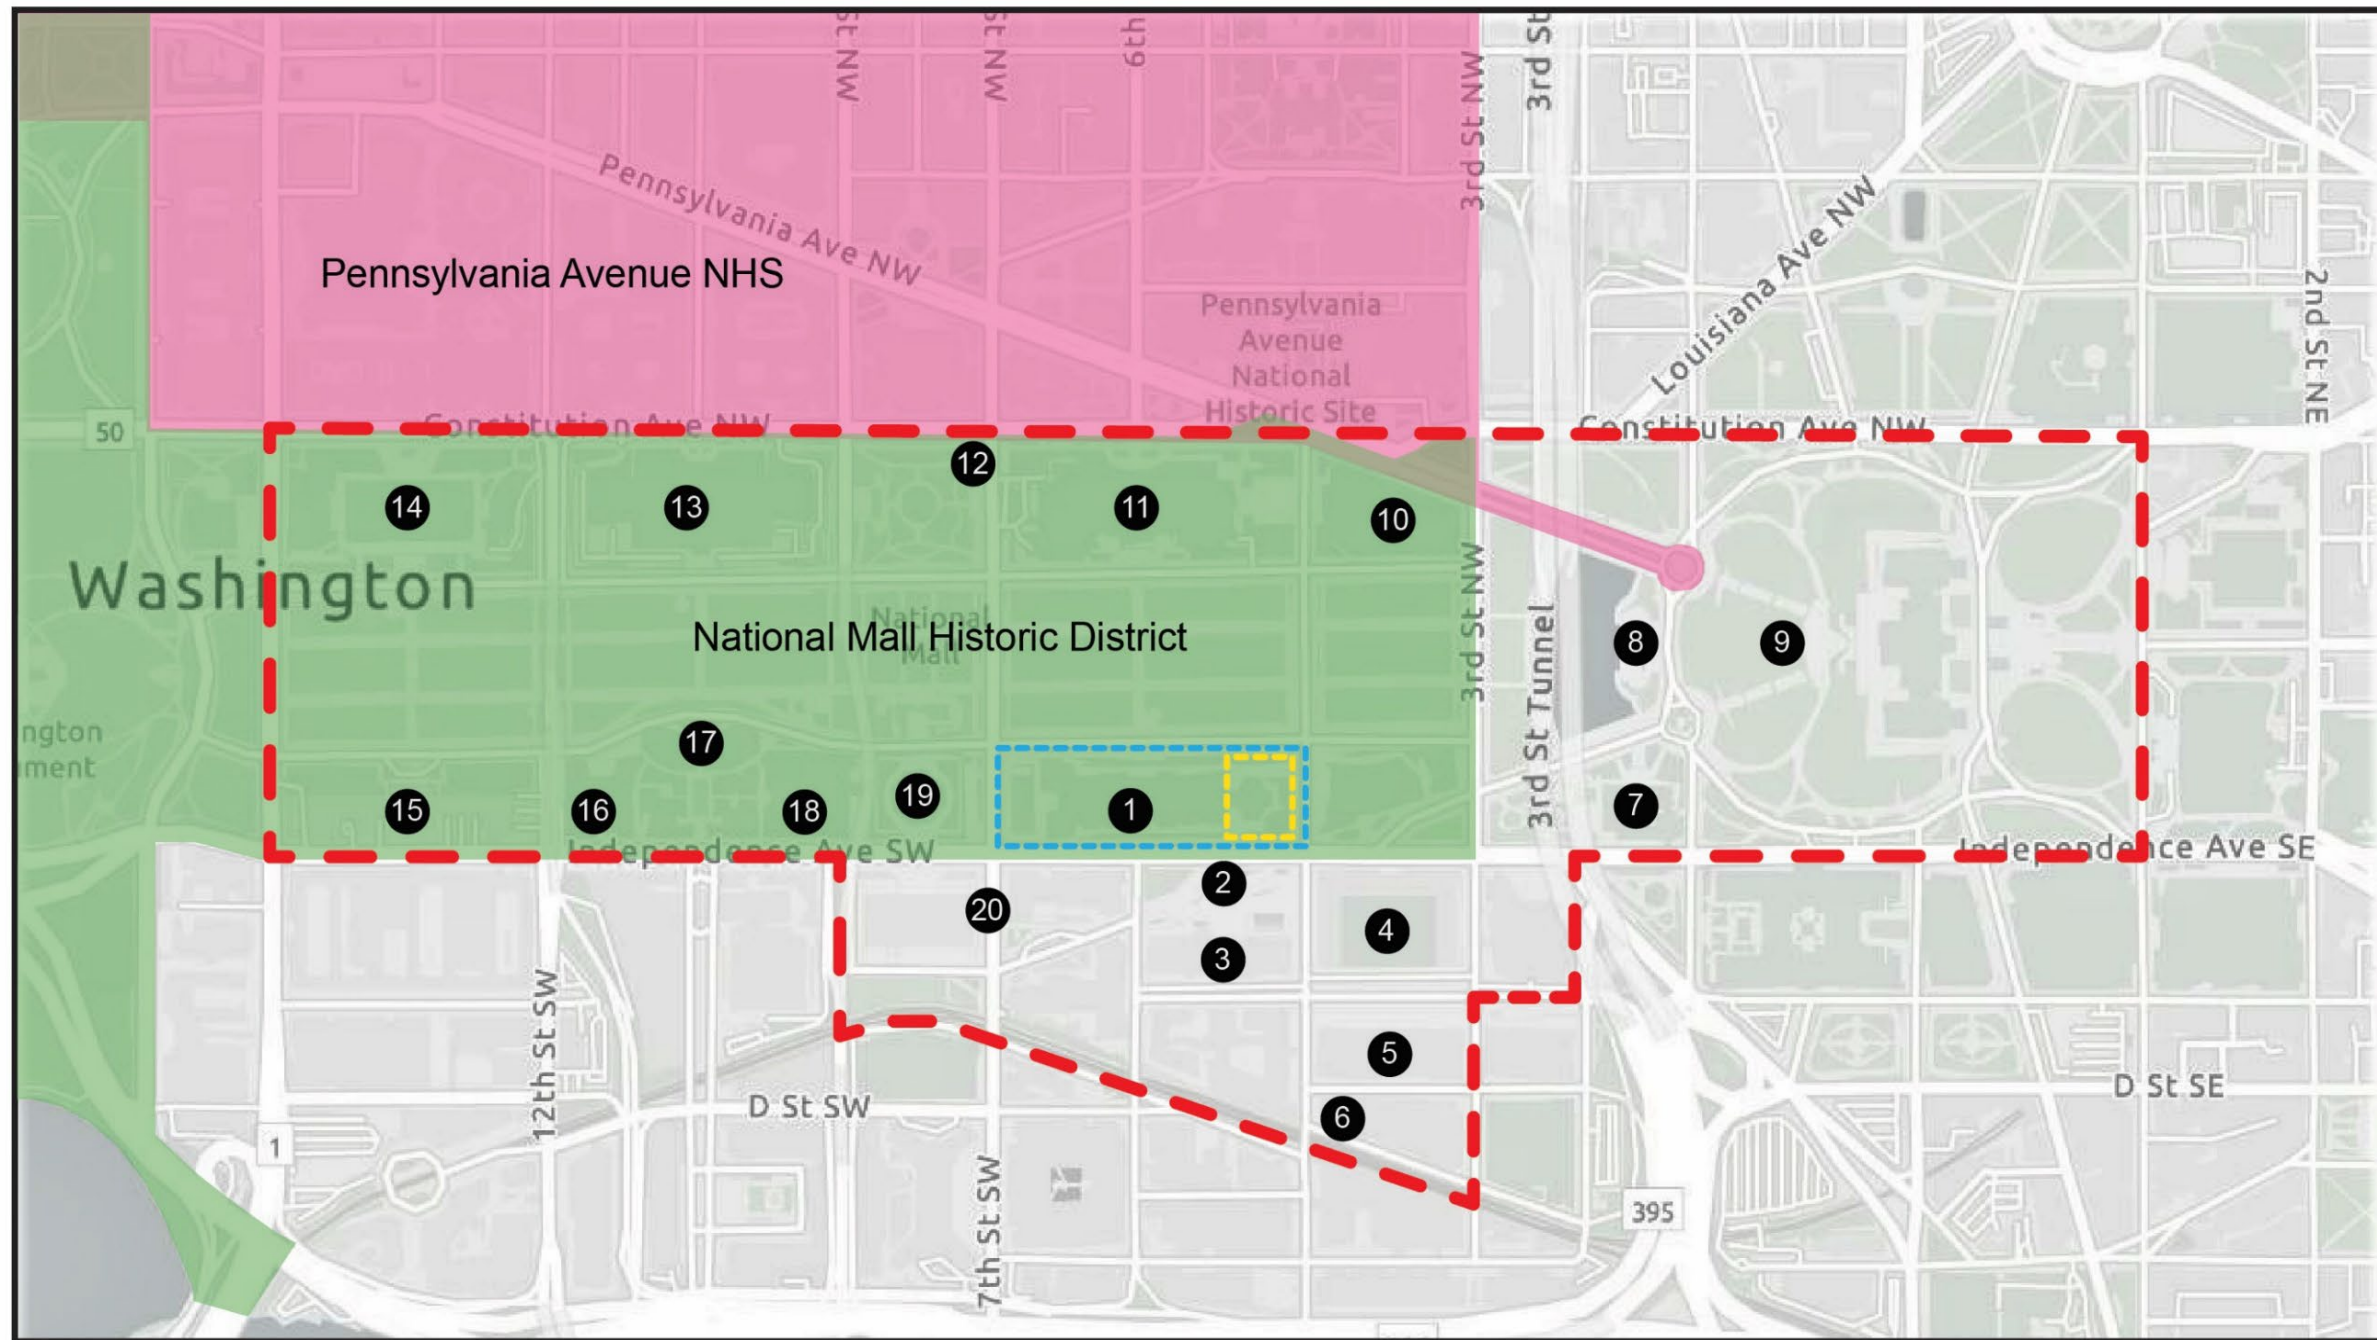 St NW
St NW
6th
3rd St NW
3rd St
Pennsylvania Ave NW
Pennsylvania Avenue NHS
Pennsylvania
Avenue
National
Historic Site
Louisiana Ave NW
2nd St NE
50
Constitution Ave NW
Constitution Ave NW
12
14
13
11
10
Washington
National
Mall
National Mall Historic District
3rd St NW
3rd St Tunnel
8
9
ngton
ment
17
15
16
18
19
1
7
Independence Ave SW
Independence Ave SE
2
20
4
3
12th St SW
5
D St SW
6
D St SE
1
7th St SW
395